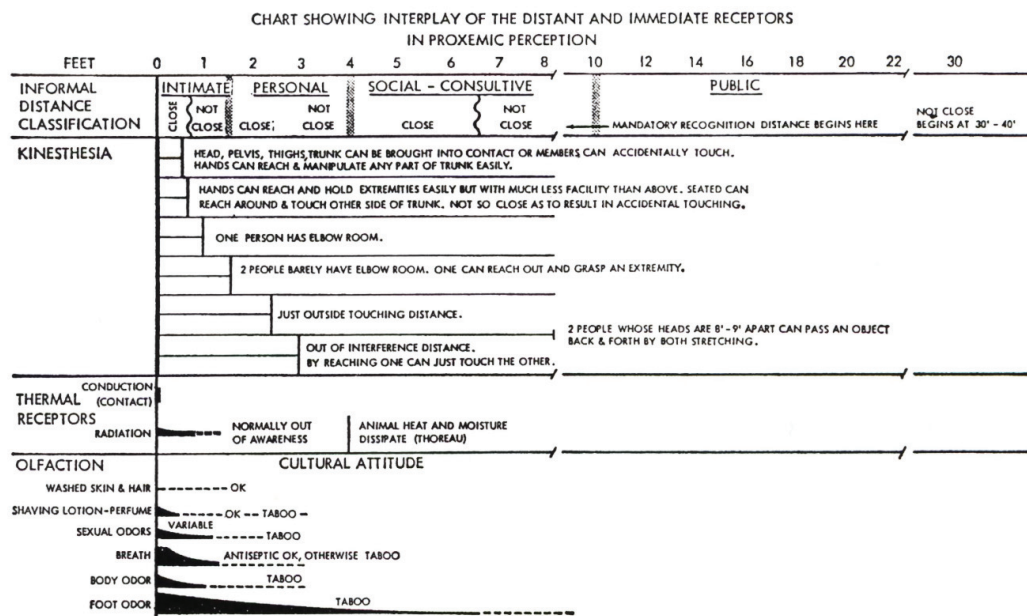 CHART SHOWING INTERPLAY OF THE DISTANT AND IMMEDIATE RECEPTORS
IN PROXEMIC PERCEPTION
FEET 0 1 2 3 4 5 6 7 8 10 12 14 16 18 20 22 30
INFORMAL DISTANCE CLASSIFICATION
INTIMATE PERSONAL SOCIAL - CONSULTIVE PUBLIC
CLOSE NOT CLOSE CLOSE NOT CLOSE CLOSE NOT CLOSE
MANDATORY RECOGNITION DISTANCE BEGINS HERE
NOT CLOSE
BEGINS AT 30' - 40'
KINESTHESIA
HEAD, PELVIS, THIGHS, TRUNK CAN BE BROUGHT INTO CONTACT OR MEMBERS CAN ACCIDENTALLY TOUCH.
HANDS CAN REACH & MANIPULATE ANY PART OF TRUNK EASILY.
HANDS CAN REACH AND HOLD EXTREMITIES EASILY BUT WITH MUCH LESS FACILITY THAN ABOVE. SEATED CAN
REACH AROUND & TOUCH OTHER SIDE OF TRUNK. NOT SO CLOSE AS TO RESULT IN ACCIDENTAL TOUCHING.
ONE PERSON HAS ELBOW ROOM.
2 PEOPLE BARELY HAVE ELBOW ROOM. ONE CAN REACH OUT AND GRASP AN EXTREMITY.
JUST OUTSIDE TOUCHING DISTANCE.
OUT OF INTERFERENCE DISTANCE.
BY REACHING ONE CAN JUST TOUCH THE OTHER.
2 PEOPLE WHOSE HEADS ARE 8' - 9' APART CAN PASS AN OBJECT
BACK & FORTH BY BOTH STRETCHING.
THERMAL RECEPTORS
CONDUCTION
(CONTACT)
RADIATION
NORMALLY OUT
OF AWARENESS
ANIMAL HEAT AND MOISTURE
DISSIPATE (THOREAU)
OLFACTION CULTURAL ATTITUDE
WASHED SKIN & HAIR OK
SHAVING LOTION-PERFUME OK TABOO
SEXUAL ODORS VARIABLE TABOO
BREATH ANTISEPTIC OK, OTHERWISE TABOO
BODY ODOR TABOO
FOOT ODOR TABOO